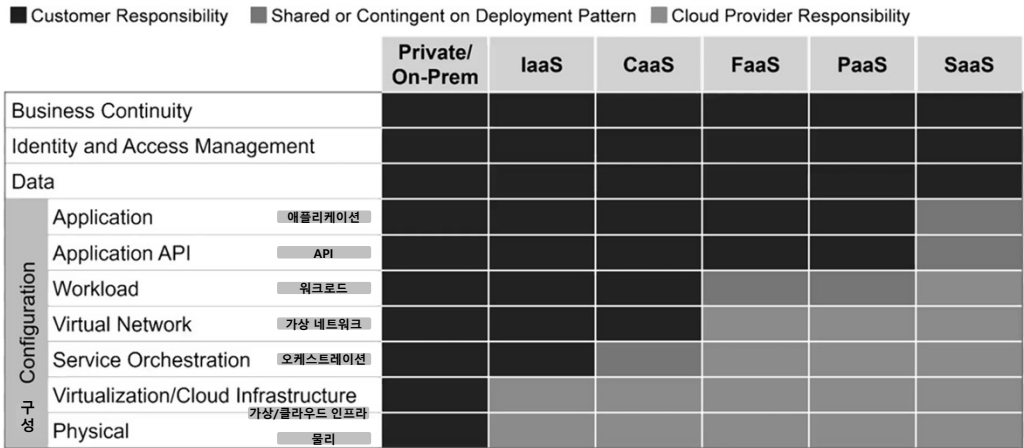 Customer Responsibility Shared or Contingent on Deployment Pattern Cloud Provider Responsibility
Private/
On-Prem IaaS CaaS FaaS PaaS SaaS
Business Continuity
Identity and Access Management
Data
Configuration
구성
Application 애플리케이션
Application API API
Workload 워크로드
Virtual Network 가상 네트워크
Service Orchestration 오케스트레이션
Virtualization/Cloud Infrastructure
가상/클라우드 인프라
Physical 물리